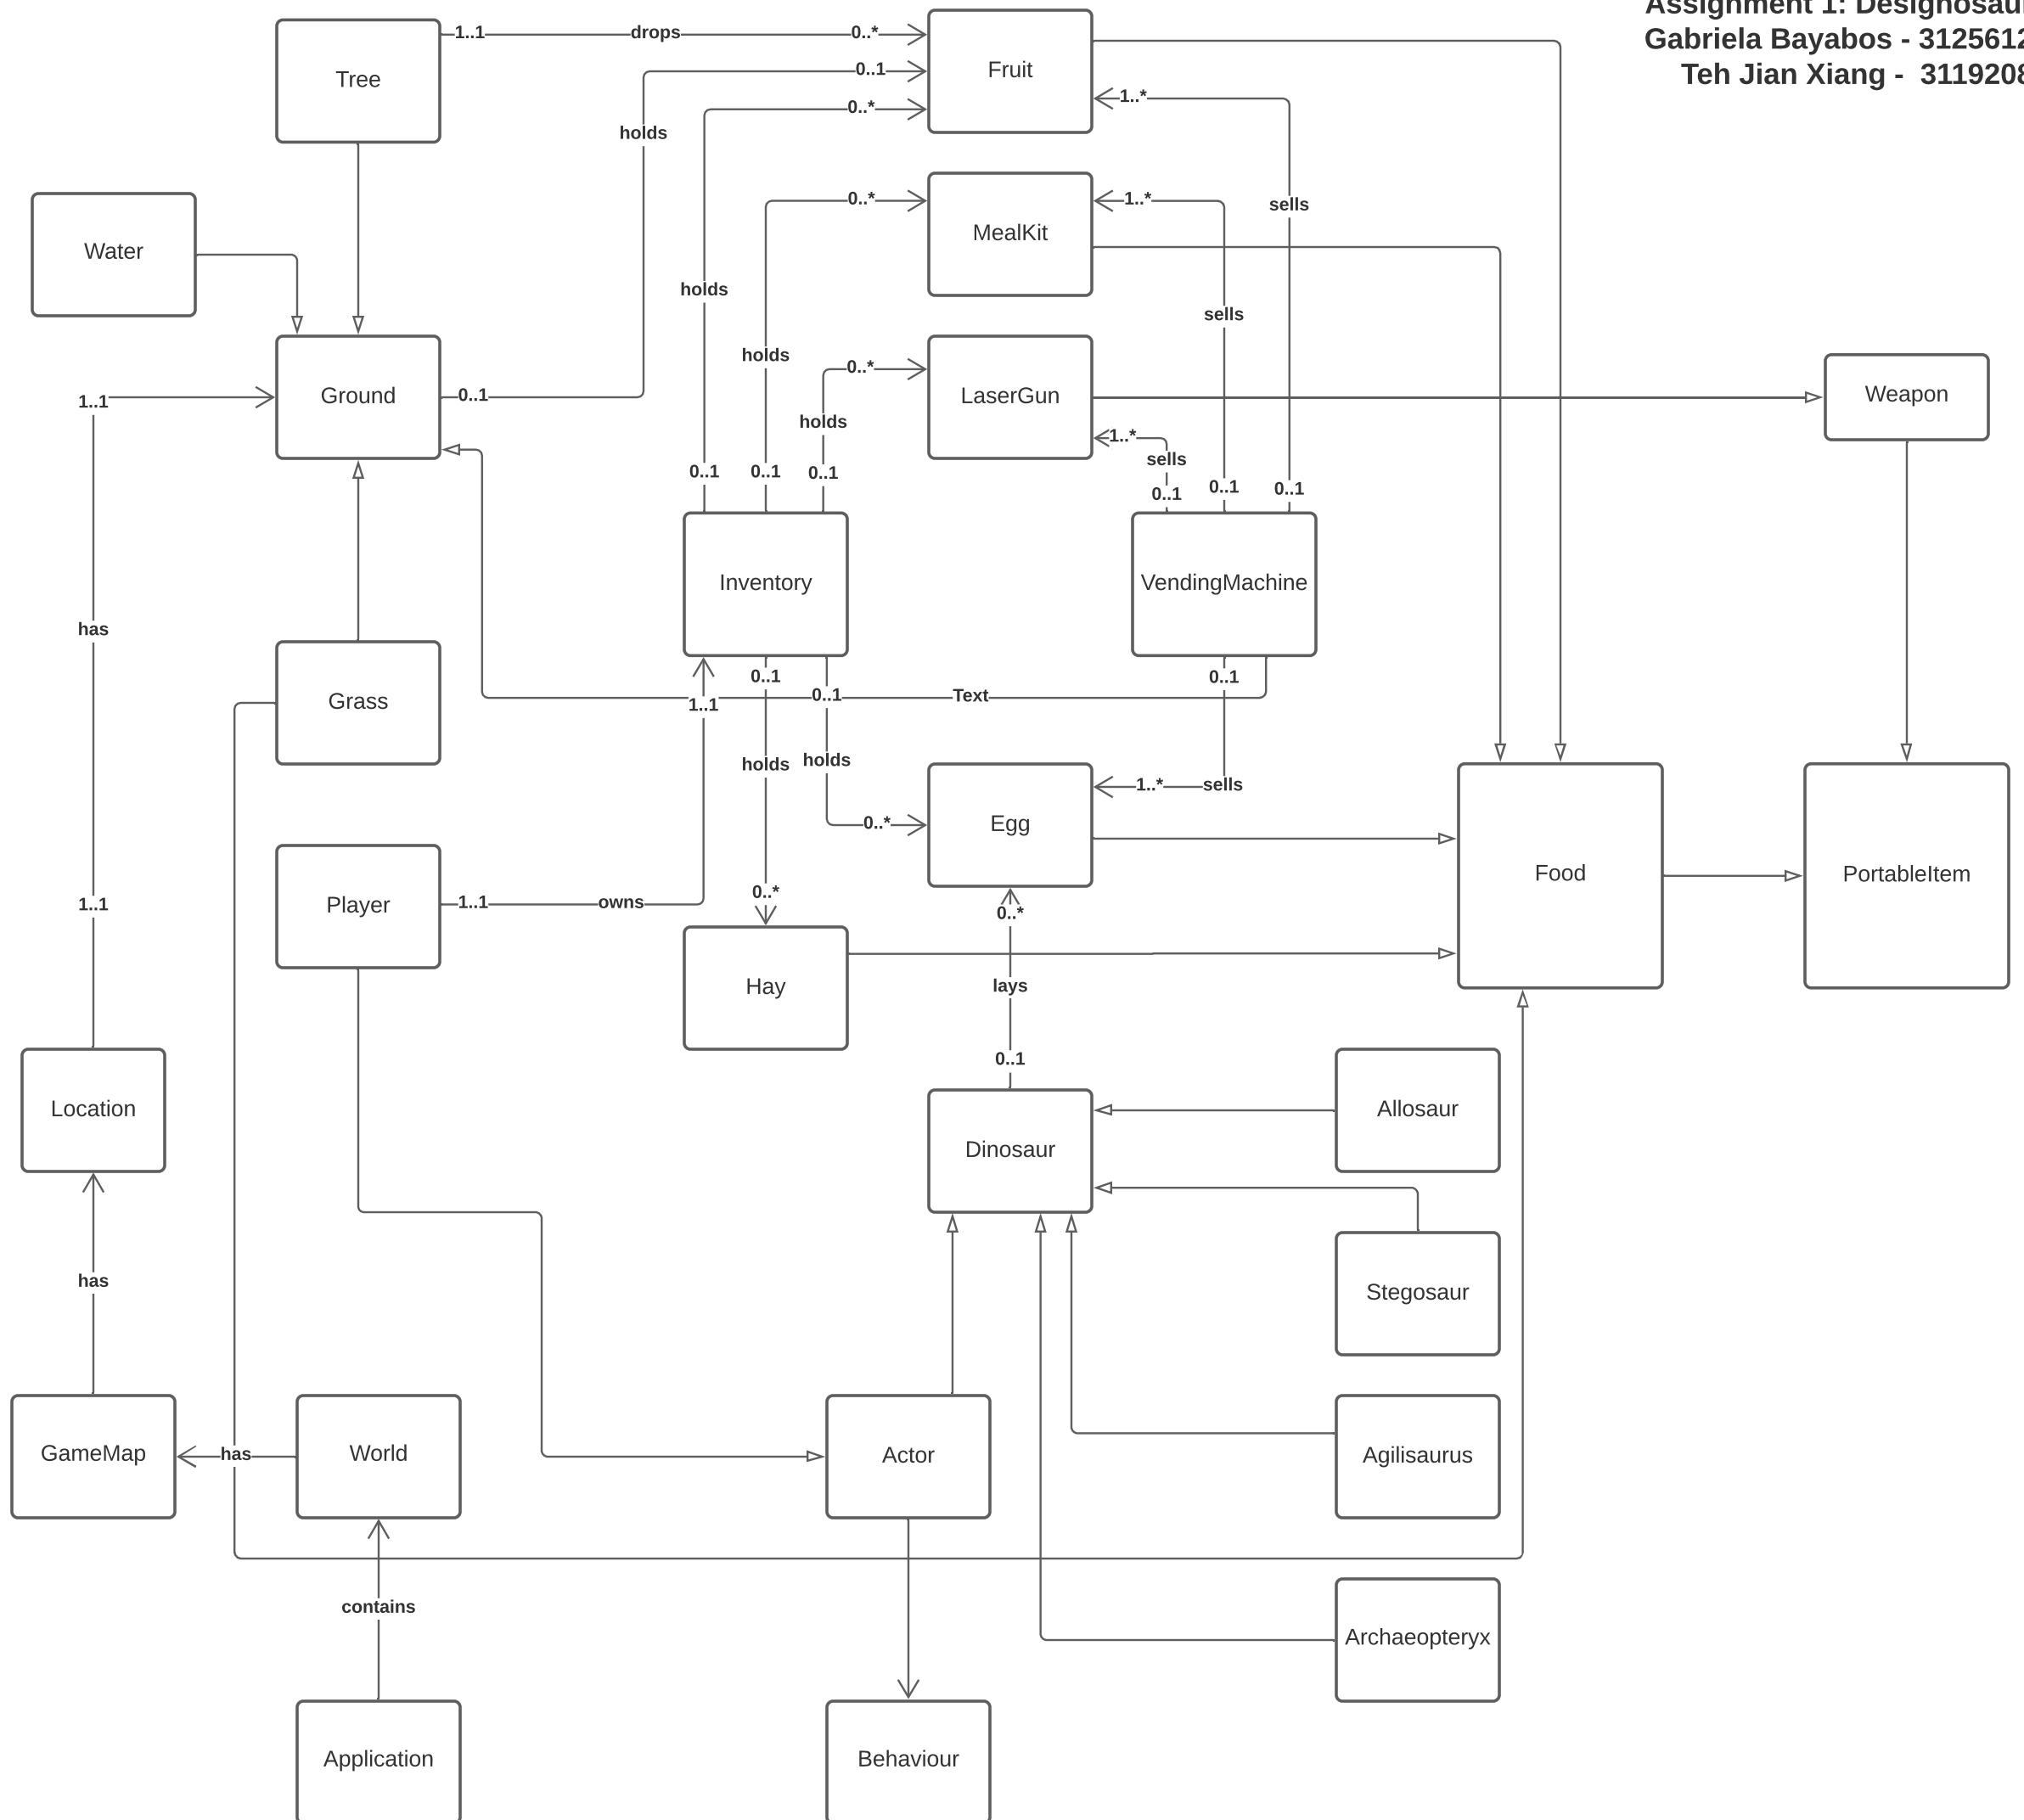 Assignment 1: Designosau
Gabriela Bayabos - 3125612
Teh Jian Xiang - 3119208
1..1 drops 0..*
Tree
Fruit
0..1
0..*
1..*
holds
Water
0..* 1..*
sells
MealKit
holds
sells
holds
0..*
Ground
0..1
LaserGun
Weapon
1..1
holds
1..*
sells
0..1 0..1 0..1
0..1 0..1 0..1
Inventory
VendingMachine
has
0..1 0..1
Grass
1..1 0..1 Text
holds holds
1..* sells
Egg
0..*
Food
PortableItem
Player
1..1 owns
0..*
0..*
1..1
Hay
lays
0..1
Location
Allosaur
Dinosaur
has
Stegosaur
GameMap
has
World
Actor
Agilisaurus
contains
Archaeopteryx
Application
Behaviour